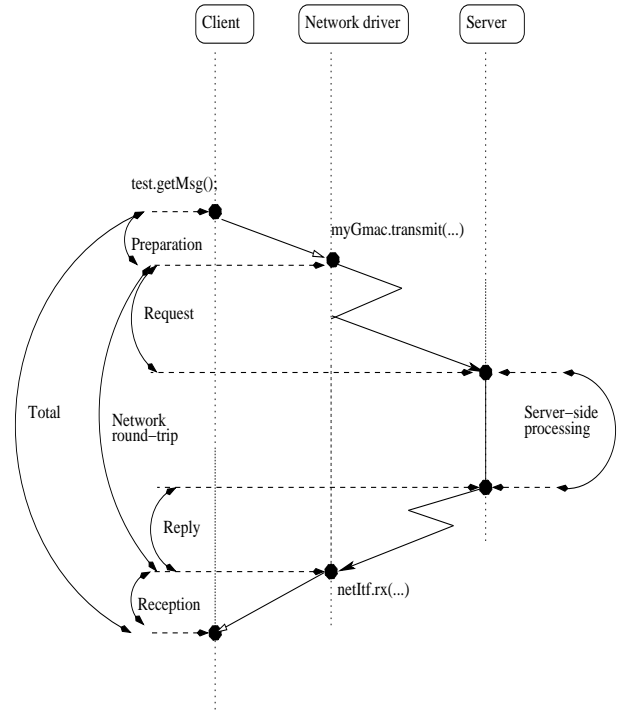 Client
Network driver
Server
test.getMsg();
myGmac.transmit(...)
Preparation
Request
Total
Network
round-trip
Server-side
processing
Reply
netItf.rx(...)
Reception